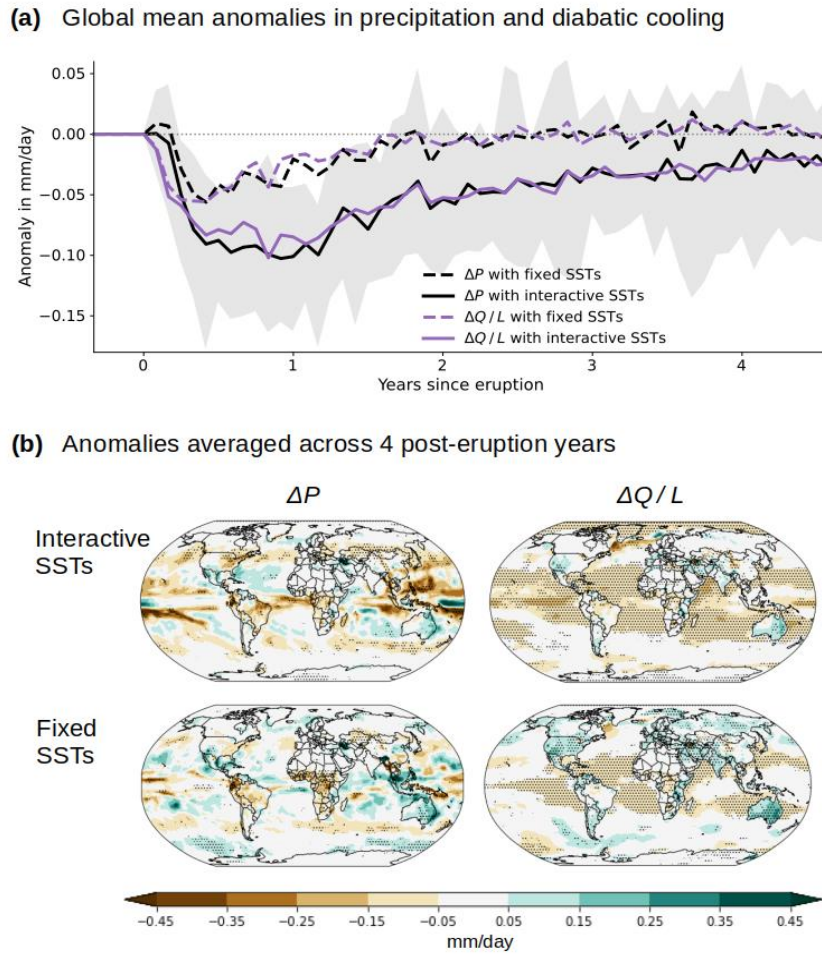 (a) Global mean anomalies in precipitation and diabatic cooling
0.05
0.00
−0.05
−0.10
−0.15
Anomaly in mm/day
ΔP with fixed SSTs
ΔP with interactive SSTs
ΔQ / L with fixed SSTs
ΔQ / L with interactive SSTs
0 1 2 3 4
Years since eruption
(b) Anomalies averaged across 4 post-eruption years
ΔP ΔQ / L
Interactive
SSTs
Fixed
SSTs
−0.45 −0.35 −0.25 −0.15 −0.05 0.05 0.15 0.25 0.35 0.45
mm/day